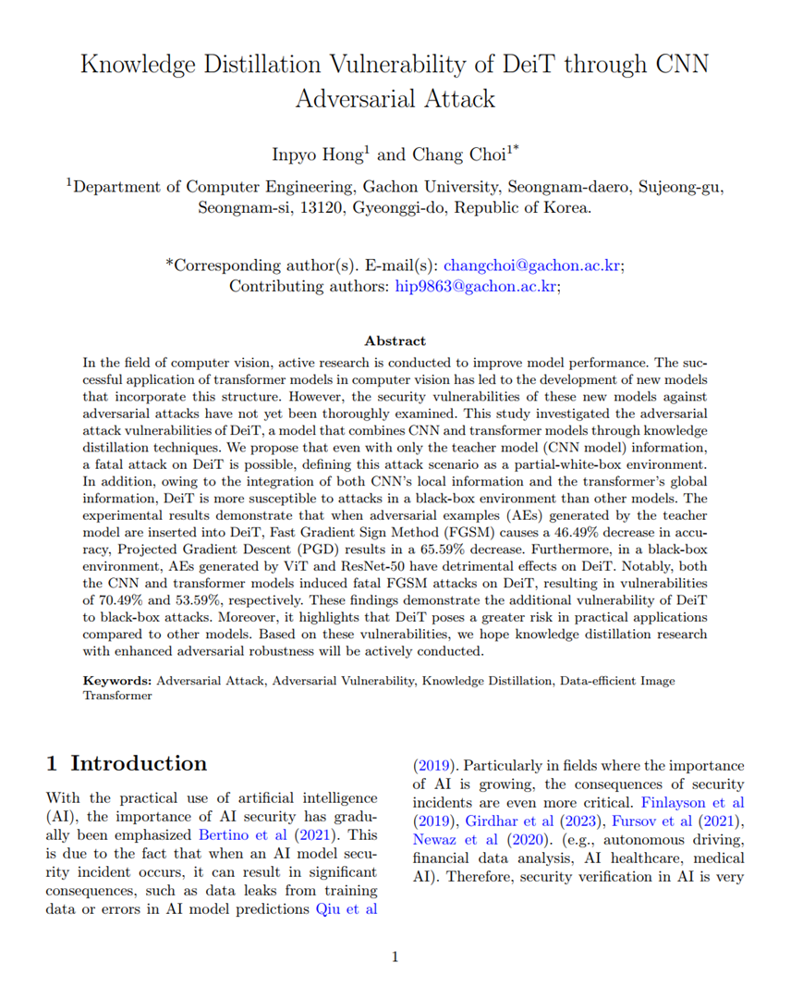 Knowledge Distillation Vulnerability of DeiT through CNN
Adversarial Attack
Inpyo Hong1 and Chang Choi1*
1Department of Computer Engineering, Gachon University, Seongnam-daero, Sujeong-gu,
Seongnam-si, 13120, Gyeonggi-do, Republic of Korea.
*Corresponding author(s). E-mail(s): changchoi@gachon.ac.kr;
Contributing authors: hip9863@gachon.ac.kr;
Abstract
In the field of computer vision, active research is conducted to improve model performance. The suc-
cessful application of transformer models in computer vision has led to the development of new models
that incorporate this structure. However, the security vulnerabilities of these new models against
adversarial attacks have not yet been thoroughly examined. This study investigated the adversarial
attack vulnerabilities of DeiT, a model that combines CNN and transformer models through knowledge
distillation techniques. We propose that even with only the teacher model (CNN model) information,
a fatal attack on DeiT is possible, defining this attack scenario as a partial-white-box environment.
In addition, owing to the integration of both CNN's local information and the transformer's global
information, DeiT is more susceptible to attacks in a black-box environment than other models. The
experimental results demonstrate that when adversarial examples (AEs) generated by the teacher
model are inserted into DeiT, Fast Gradient Sign Method (FGSM) causes a 46.49% decrease in accu-
racy, Projected Gradient Descent (PGD) results in a 65.59% decrease. Furthermore, in a black-box
environment, AEs generated by ViT and ResNet-50 have detrimental effects on DeiT. Notably, both
the CNN and transformer models induced fatal FGSM attacks on DeiT, resulting in vulnerabilities
of 70.49% and 53.59%, respectively. These findings demonstrate the additional vulnerability of DeiT
to black-box attacks. Moreover, it highlights that DeiT poses a greater risk in practical applications
compared to other models. Based on these vulnerabilities, we hope knowledge distillation research
with enhanced adversarial robustness will be actively conducted.
Keywords: Adversarial Attack, Adversarial Vulnerability, Knowledge Distillation, Data-efficient Image
Transformer
1 Introduction
With the practical use of artificial intelligence
(AI), the importance of AI security has gradu-
ally been emphasized Bertino et al (2021). This
is due to the fact that when an AI model secu-
rity incident occurs, it can result in significant
consequences, such as data leaks from training
data or errors in AI model predictions Qiu et al
(2019). Particularly in fields where the importance
of AI is growing, the consequences of security
incidents are even more critical. Finlayson et al
(2019), Girdhar et al (2023), Fursov et al (2021),
Newaz et al (2020). (e.g., autonomous driving,
financial data analysis, AI healthcare, medical
AI). Therefore, security verification in AI is very
1